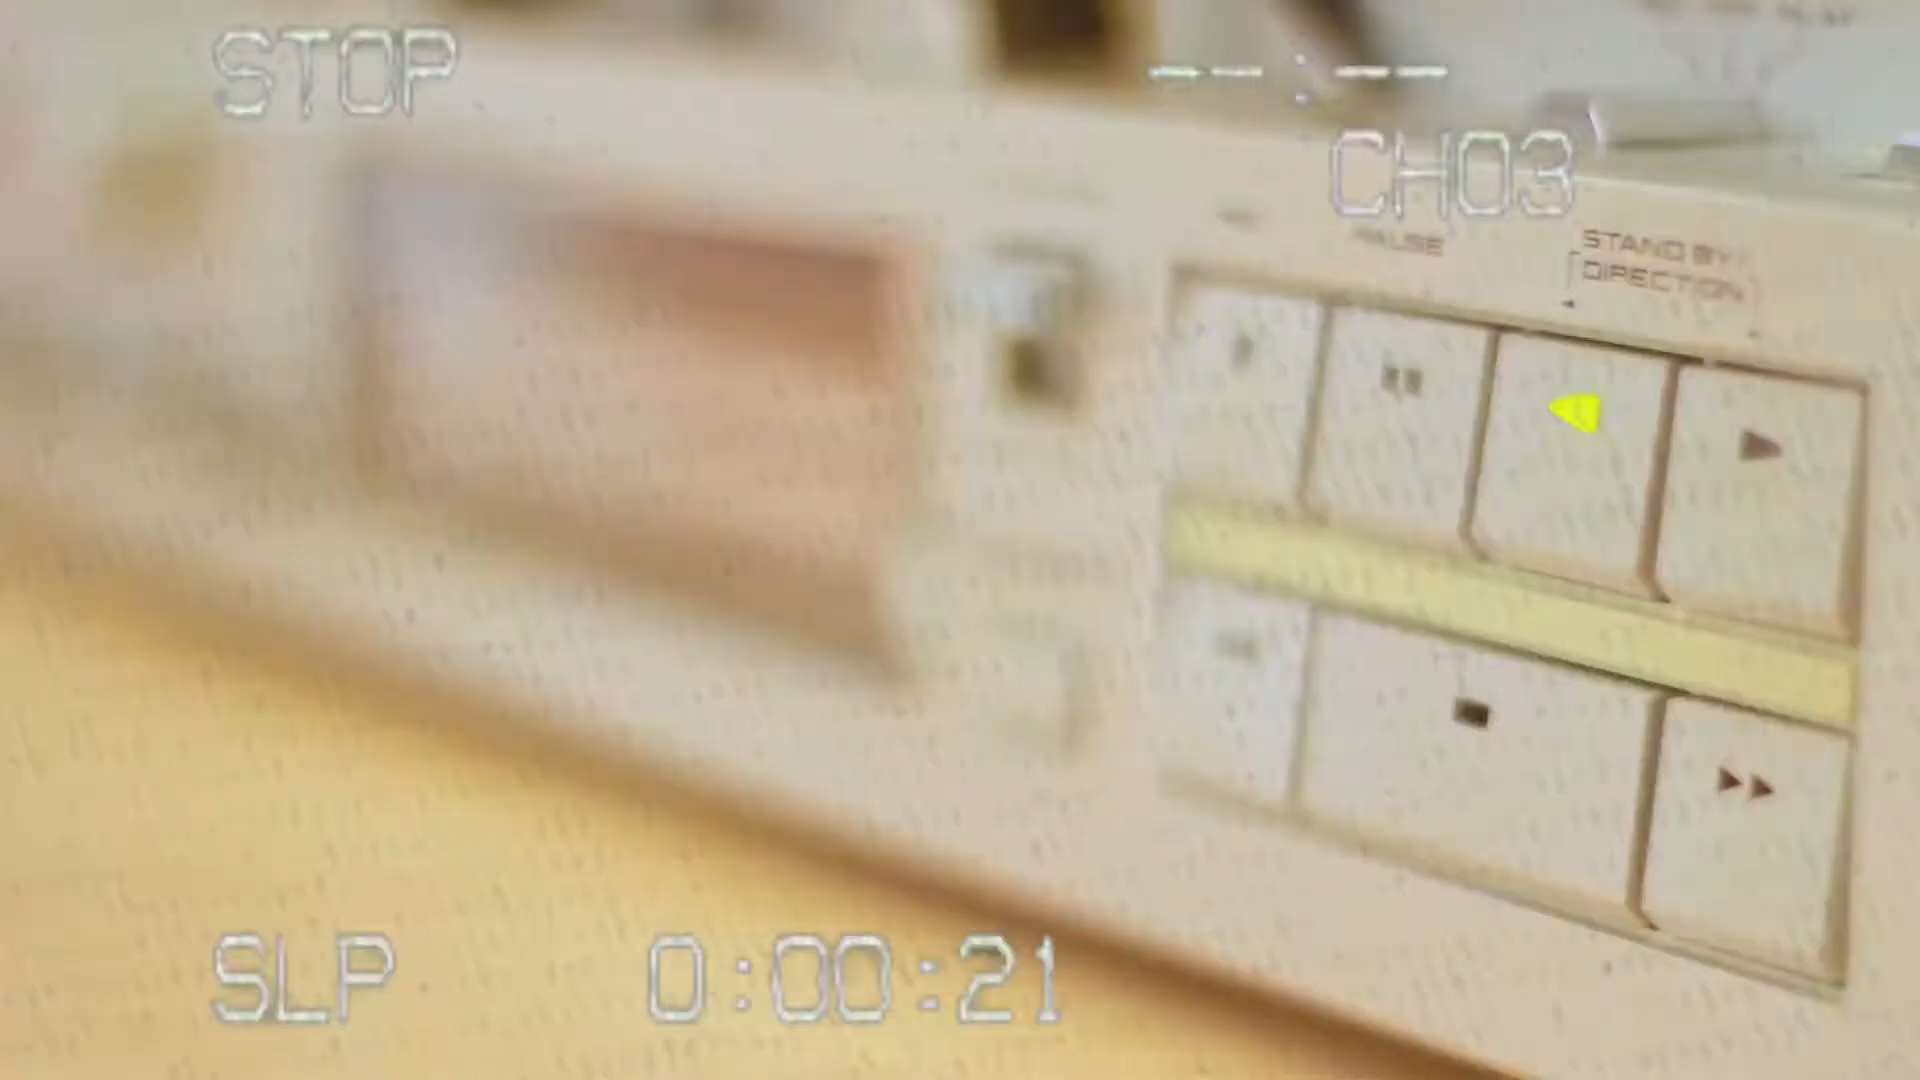 STOP
--:--
CH03
PAUSE
STAND BY
DIRECTION
SLP 0:00:21